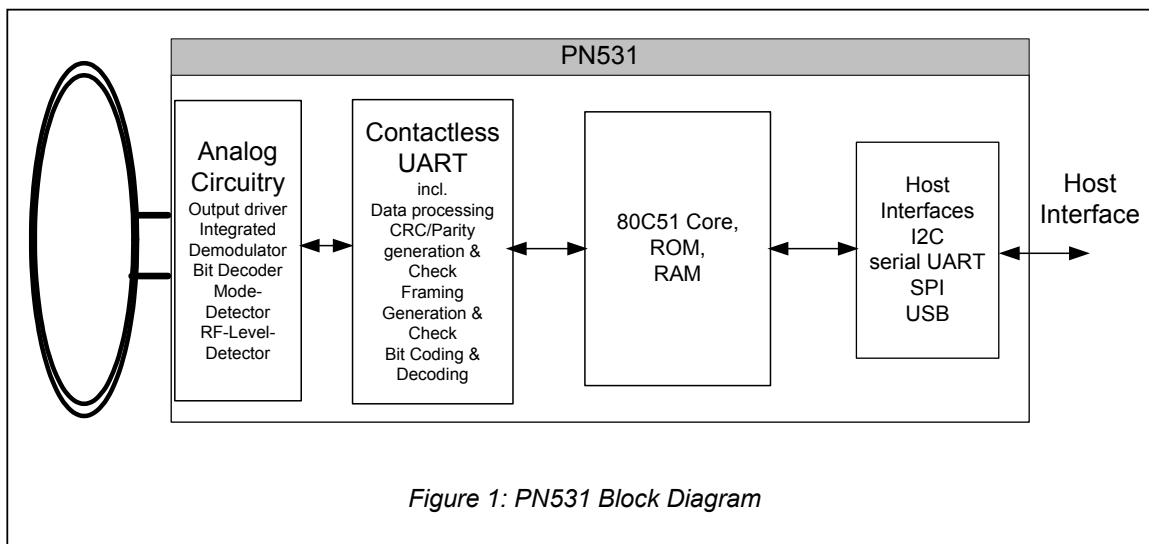 PN531
Analog
Circuitry
Output driver
Integrated
Demodulator
Bit Decoder
Mode-
Detector
RF-Level-
Detector
Contactless
UART
incl.
Data processing
CRC/Parity
generation &
Check
Framing
Generation &
Check
Bit Coding &
Decoding
80C51 Core,
ROM,
RAM
Host
Interfaces
I2C
serial UART
SPI
USB
Host
Interface
Figure 1: PN531 Block Diagram